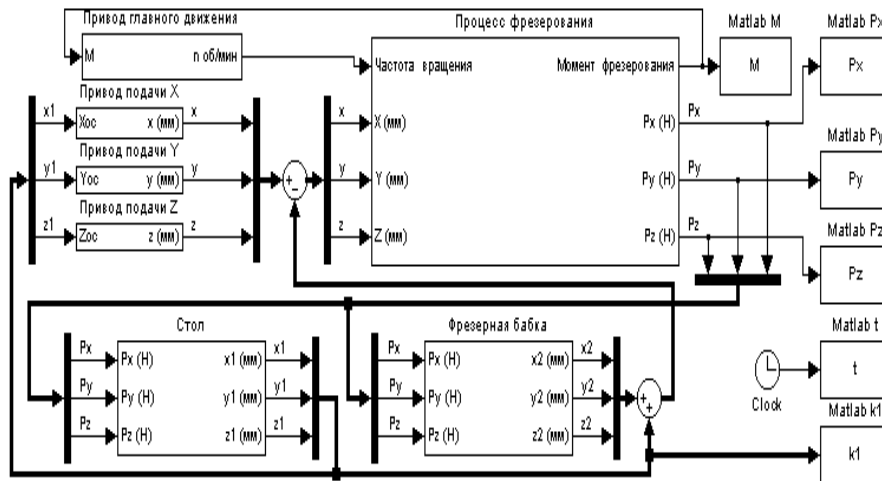 Привод главного движения
Процесс фрезерования
Matlab M
Matlab Px
M
n об/мин
Частота вращения
Момент фрезерования
M
Px
Привод подачи X
x1
Xос
x (мм)
x
x
X (мм)
Px (Н)
Px
Привод подачи Y
Matlab Py
y1
Yос
y (мм)
y
y
Y (мм)
Py (Н)
Py
Py
Привод подачи Z
Matlab Pz
z1
Zос
z (мм)
z
z
Z (мм)
Pz (Н)
Pz
Pz
Стол
Фрезерная бабка
Matlab t
Px
Px (Н)
x1 (мм)
x1
Px
Px (Н)
x2 (мм)
x2
t
Py
Py (Н)
y1 (мм)
y1
Py
Py (Н)
y2 (мм)
y2
Clock
Matlab k1
Pz
Pz (Н)
z1 (мм)
z1
Pz
Pz (Н)
z2 (мм)
z2
k1